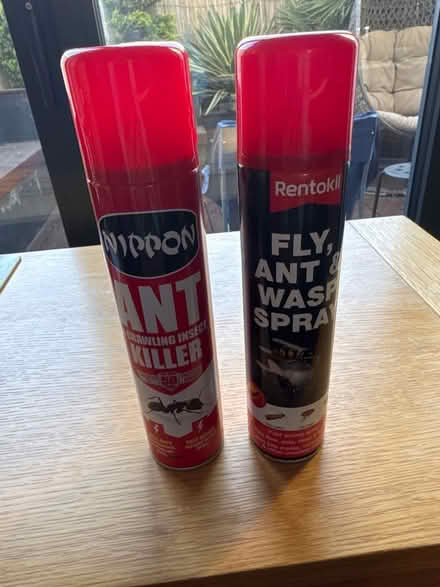 NIPPON
ANT
CRAWLING INSECT
KILLER
Rentokil
FLY,
ANT &
WASP
SPRAY